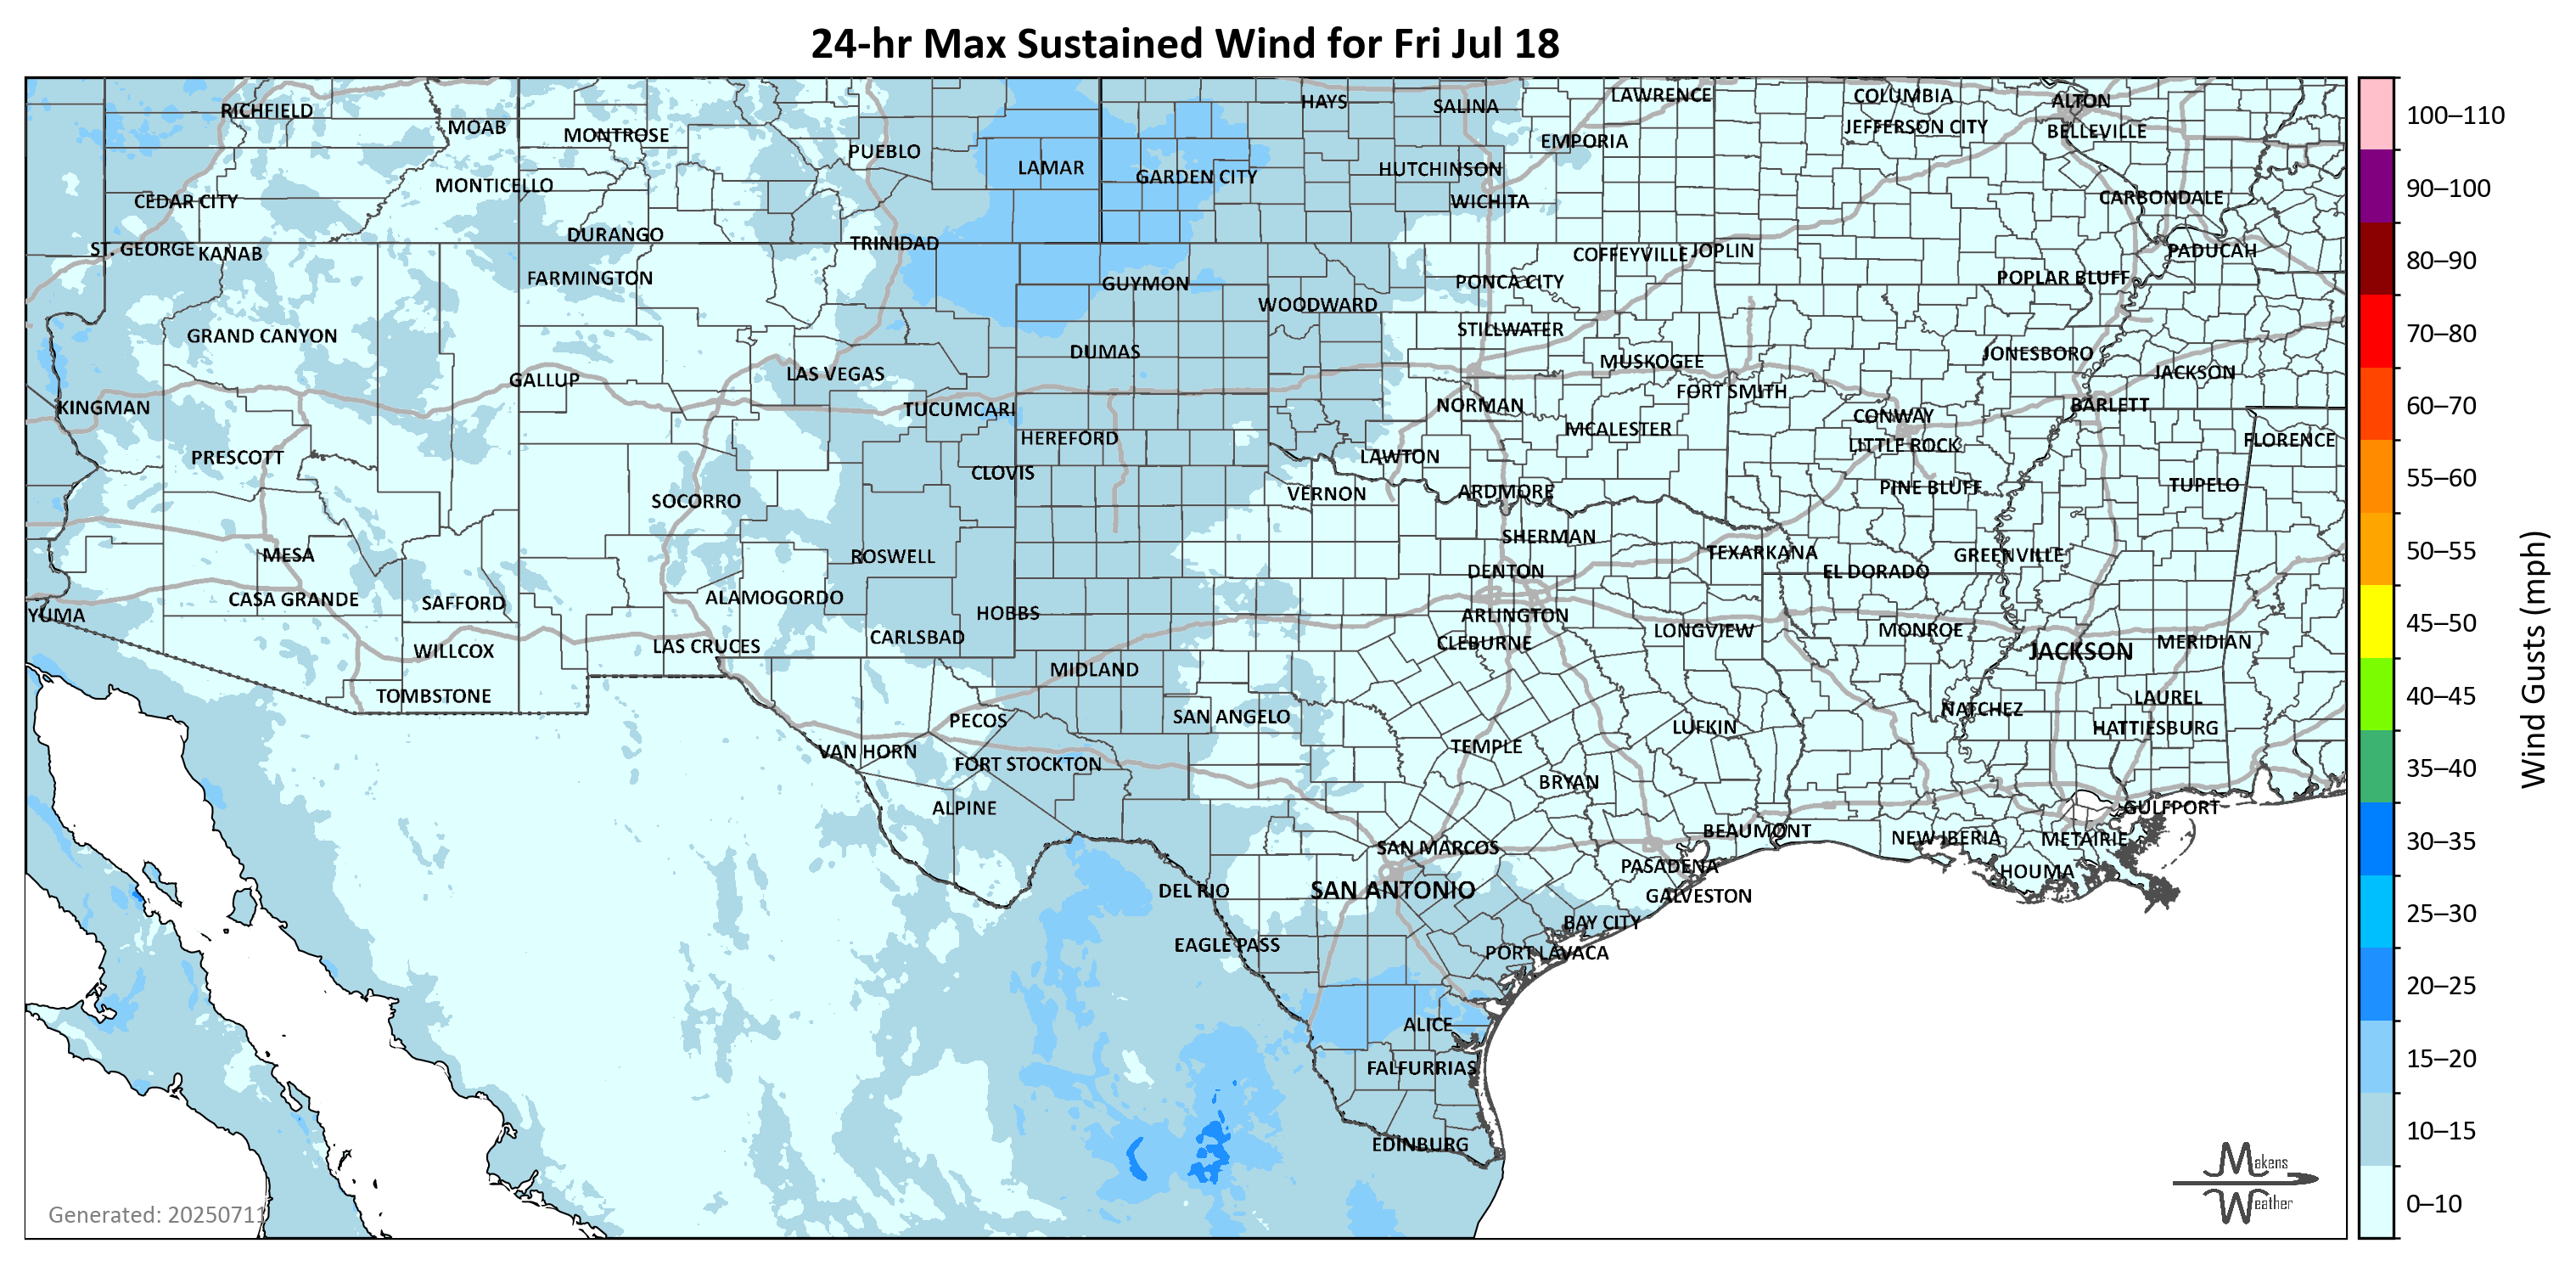 24-hr Max Sustained Wind for Fri Jul 18
RICHFIELD
MOAB
MONTROSE
PUEBLO
LAMAR
GARDEN CITY
HAYS
SALINA
HUTCHINSON
WICHITA
EMPORIA
LAWRENCE
COLUMBIA
JEFFERSON CITY
ALTON
BELLEVILLE
CARBONDALE
CEDAR CITY
MONTICELLO
DURANGO
TRINIDAD
ST. GEORGE
KANAB
FARMINGTON
GUYMON
WOODWARD
PONCA CITY
COFFEYVILLE
JOPLIN
POPLAR BLUFF
PADUCAH
GRAND CANYON
GALLUP
LAS VEGAS
DUMAS
STILLWATER
MUSKOGEE
FORT SMITH
JONESBORO
JACKSON
KINGMAN
TUCUMCARI
HEREFORD
NORMAN
MCALESTER
CONWAY
LITTLE ROCK
BARLETT
FLORENCE
PRESCOTT
SOCORRO
CLOVIS
LAWTON
VERNON
ARDMORE
PINE BLUFF
TUPELO
MESA
ROSWELL
SHERMAN
DENTON
TEXARKANA
EL DORADO
GREENVILLE
YUMA
CASA GRANDE
SAFFORD
ALAMOGORDO
HOBBS
ARLINGTON
CLEBURNE
LONGVIEW
MONROE
JACKSON
MERIDIAN
WILLCOX
LAS CRUCES
CARLSBAD
MIDLAND
TOMBSTONE
PECOS
SAN ANGELO
LUFKIN
NATCHEZ
LAUREL
HATTIESBURG
VAN HORN
FORT STOCKTON
TEMPLE
BRYAN
ALPINE
BEAUMONT
NEW IBERIA
METAIRIE
GULFPORT
SAN MARCOS
PASADENA
HOUMA
DEL RIO
SAN ANTONIO
GALVESTON
EAGLE PASS
BAY CITY
PORT LAVACA
ALICE
FALFURRIAS
EDINBURG
Generated: 20250711
Makens
Weather
100–110
90–100
80–90
70–80
60–70
55–60
50–55
45–50
40–45
35–40
30–35
25–30
20–25
15–20
10–15
0–10
Wind Gusts (mph)